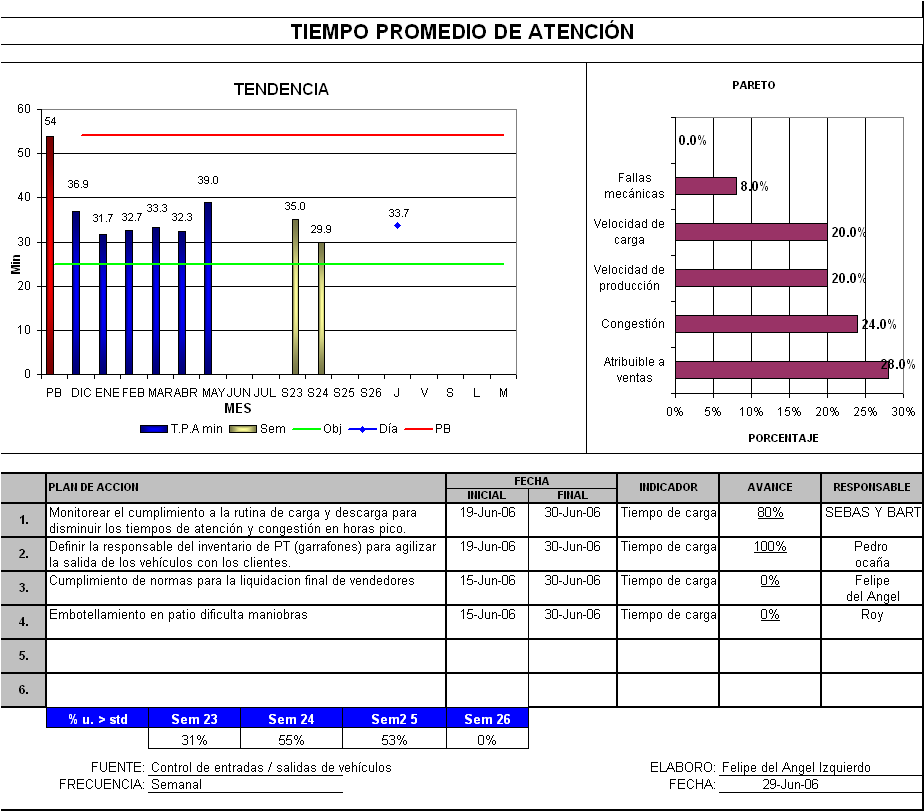 TIEMPO PROMEDIO DE ATENCIÓN
TENDENCIA
60
50
40
30
20
10
0
Min
54
36.9
31.7
32.7
33.3
32.3
39.0
35.0
29.9
33.7
PB DIC ENE FEB MAR ABR MAY JUN JUL S23 S24 S25 S26 J V S L M
MES
T.P.A min Sem Obj Día PB
PARETO
0.0%
Fallas
mecánicas
8.0%
Velocidad de
carga
20.0%
Velocidad de
producción
20.0%
Congestión
24.0%
Atribuible a
ventas
28.0%
0% 5% 10% 15% 20% 25% 30%
PORCENTAJE
PLAN DE ACCION FECHA INDICADOR AVANCE RESPONSABLE
INICIAL FINAL
1. Monitorear el cumplimiento a la rutina de carga y descarga para 19-Jun-06 30-Jun-06 Tiempo de carga 80% SEBAS Y BART
disminuir los tiempos de atención y congestión en horas pico.
2. Definir la responsable del inventario de PT (garrafones) para agilizar 19-Jun-06 30-Jun-06 Tiempo de carga 100% Pedro
la salida de los vehículos con los clientes. ocaña
3. Cumplimiento de normas para la liquidacion final de vendedores 15-Jun-06 30-Jun-06 Tiempo de carga 0% Felipe
del Angel
4. Embotellamiento en patio dificulta maniobras 15-Jun-06 30-Jun-06 Tiempo de carga 0% Roy
5.
6.
% u. > std Sem 23 Sem 24 Sem2 5 Sem 26
31% 55% 53% 0%
FUENTE: Control de entradas / salidas de vehículos ELABORO: Felipe del Angel Izquierdo
FRECUENCIA: Semanal FECHA: 29-Jun-06